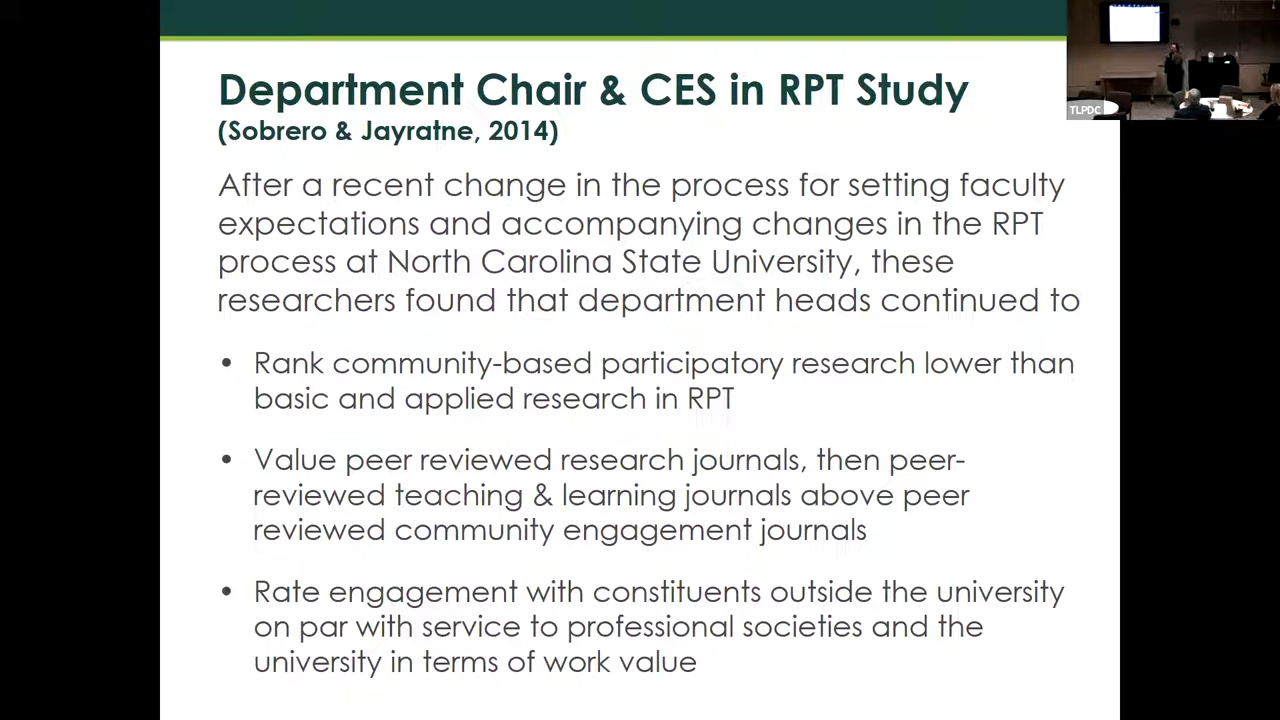 Department Chair & CES in RPT Study
(Sobrero & Jayratne, 2014)
After a recent change in the process for setting faculty
expectations and accompanying changes in the RPT
process at North Carolina State University, these
researchers found that department heads continued to
• Rank community-based participatory research lower than
basic and applied research in RPT
• Value peer reviewed research journals, then peer-
reviewed teaching & learning journals above peer
reviewed community engagement journals
• Rate engagement with constituents outside the university
on par with service to professional societies and the
university in terms of work value
TLPDC